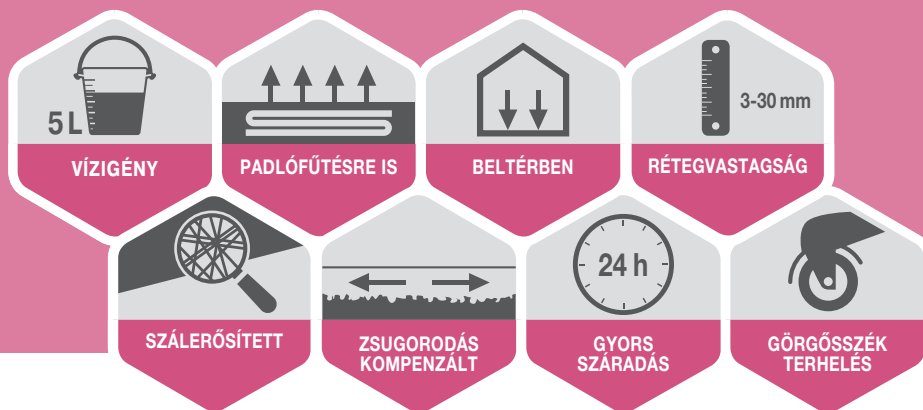 5 L
VÍZIGÉNY
PADLÓFŰTÉSRE IS
BELTÉRBEN
3-30 mm
RÉTEGVASTAGSÁG
SZÁLERŐSÍTETT
ZSUGORODÁS
KOMPENZÁLT
24 h
GYORS
SZÁRADÁS
GÖRGŐSSZÉK
TERHELÉS